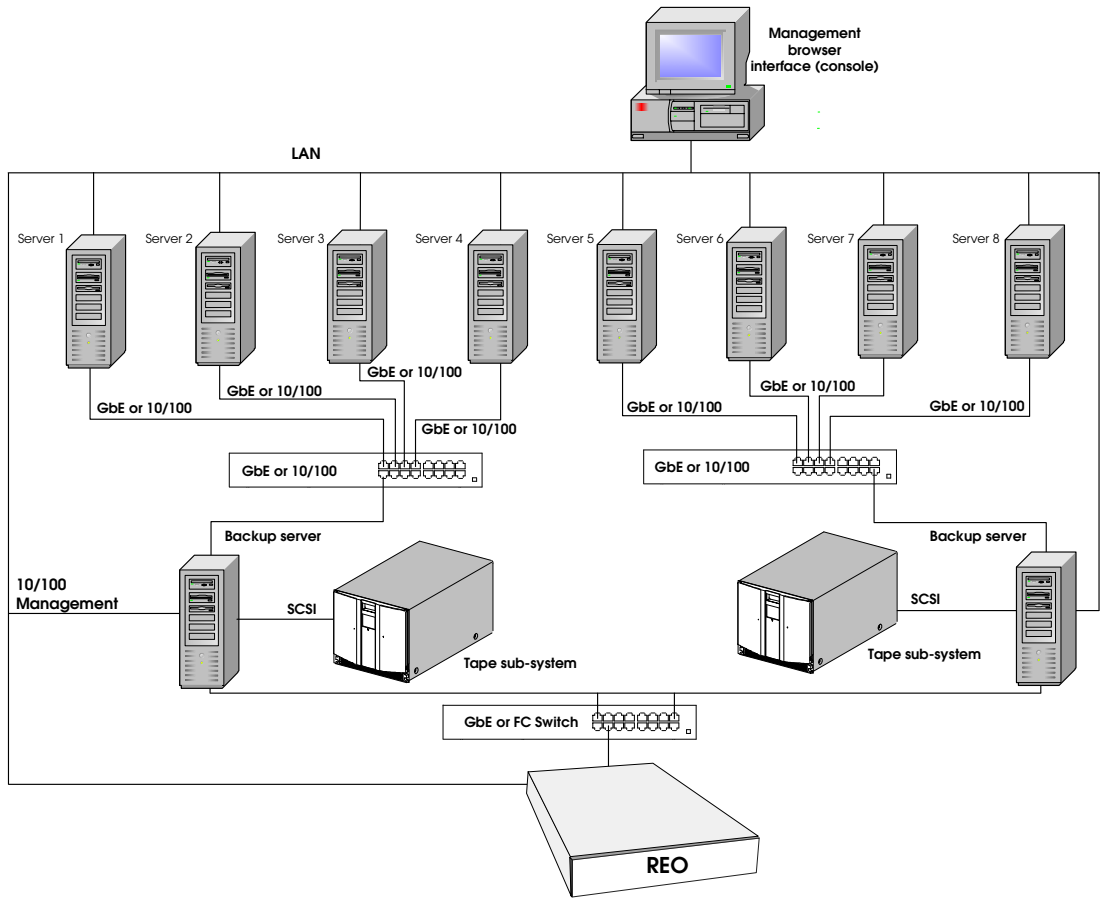 Management
browser
interface (console)
LAN
Server 1
Server 2
Server 3
Server 4
Server 5
Server 6
Server 7
Server 8
GbE or 10/100
GbE or 10/100
GbE or 10/100
GbE or 10/100
GbE or 10/100
GbE or 10/100
GbE or 10/100
GbE or 10/100
GbE or 10/100
Backup server
Backup server
10/100
Management
SCSI
SCSI
Tape sub-system
Tape sub-system
GbE or FC Switch
REO